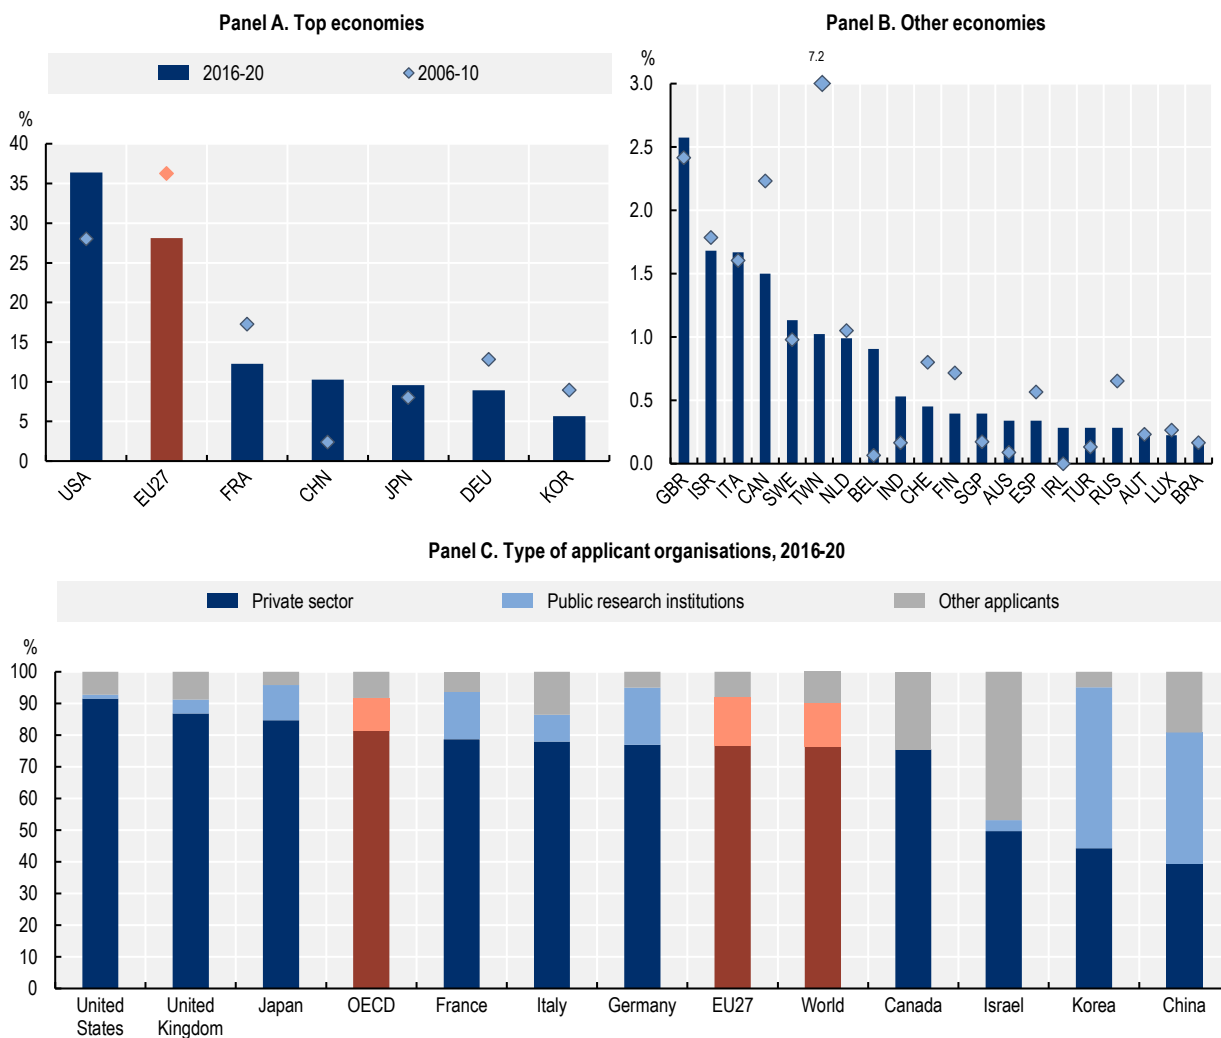 Panel A. Top economies
2016-20
2006-10
%
40
35
30
25
20
15
10
5
0
USA
EU27
FRA
CHN
JPN
DEU
KOR
Panel B. Other economies
%
7.2
3.0
2.5
2.0
1.5
1.0
0.5
0.0
GBR
ISR
ITA
CAN
SWE
TWN
NLD
BEL
IND
CHE
FIN
SGP
AUS
ESP
IRL
TUR
RUS
AUT
LUX
BRA
Panel C. Type of applicant organisations, 2016-20
Private sector
Public research institutions
Other applicants
%
100
90
80
70
60
50
40
30
20
10
0
United
States
United
Kingdom
Japan
OECD
France
Italy
Germany
EU27
World
Canada
Israel
Korea
China